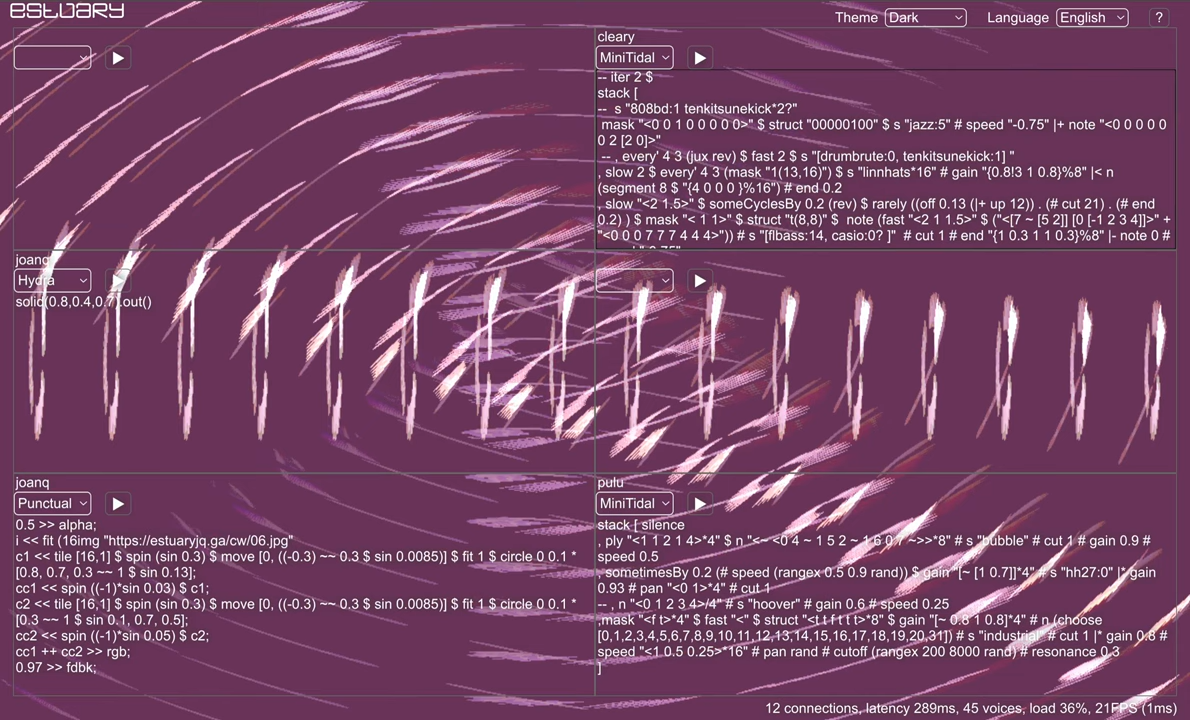 estuary
Theme Dark Language English ?
cleary
MiniTidal
-- iter 2 $
stack [
-- s "808bd:1 tenkitsunekick*2?"
mask "<0 0 1 0 0 0 0 0>" $ struct "00000100" $ s "jazz:5" # speed "-0.75" |+ note "<0 0 0 0 0
0 2 [2 0]>"
-- , every' 4 3 (jux rev) $ fast 2 $ s "[drumbrute:0, tenkitsunekick:1] "
, slow 2 $ every' 4 3 (mask "1(13,16)") $ s "linnhats*16" # gain "{0.8!3 1 0.8}%8" |< n
(segment 8 $ "{4 0 0 0 }%16") # end 0.2
, slow "<2 1.5>" $ someCyclesBy 0.2 (rev) $ rarely ((off 0.13 (|+ up 12)) . (# cut 21) . (# end
0.2) ) $ mask "< 1 1>" $ struct "t(8,8)" $ note (fast "<2 1 1.5>" $ ("<[7 ~ [5 2]] [0 [-1 2 3 4]]>" +
"<0 0 0 7 7 7 4 4 4>")) # s "[flbass:14, casio:0? ]" # cut 1 # end "{1 0.3 1 1 0.3}%8" |- note 0 #
joanq
Hydra
solid(0.8,0.4,0.7).out()
joanq
Punctual
0.5 >> alpha;
i << fit (16img "https://estuaryjq.ga/cw/06.jpg"
c1 << tile [16,1] $ spin (sin 0.3) $ move [0, ((-0.3) ~~ 0.3 $ sin 0.0085)] $ fit 1 $ circle 0 0.1 *
[0.8, 0.7, 0.3 ~~ 1 $ sin 0.13];
cc1 << spin ((-1)*sin 0.03) $ c1;
c2 << tile [16,1] $ spin (sin 0.3) $ move [0, ((-0.3) ~~ 0.3 $ sin 0.0085)] $ fit 1 $ circle 0 0.1 *
[0.3 ~~ 1 $ sin 0.1, 0.7, 0.5];
cc2 << spin ((-1)*sin 0.05) $ c2;
cc1 ++ cc2 >> rgb;
0.97 >> fdbk;
pulu
MiniTidal
stack [ silence
, ply "<1 1 2 1 4>*4" $ n "<~ <0 4 ~ 1 5 2 ~ 1 6 0 7 ~>>*8" # s "bubble" # cut 1 # gain 0.9 #
speed 0.5
, sometimesBy 0.2 (# speed (rangex 0.5 0.9 rand)) $ gain "[~ [1 0.7]]*4" # s "hh27:0" |* gain
0.93 # pan "<0 1>*4" # cut 1
-- , n "<0 1 2 3 4>/4" # s "hoover" # gain 0.6 # speed 0.25
mask "<f t>*4" $ fast "<" $ struct "<t t f t t t>*8" $ gain "[~ 0.8 1 0.8]*4" # n (choose
[0,1,2,3,4,5,6,7,8,9,10,11,12,13,14,15,16,17,18,19,20,31]) # s "industrial" # cut 1 |* gain 0.8 #
speed "<1 0.5 0.25>*16" # pan rand # cutoff (rangex 200 8000 rand) # resonance 0.3
]
12 connections, latency 289ms, 45 voices, load 36%, 21FPS (1ms)